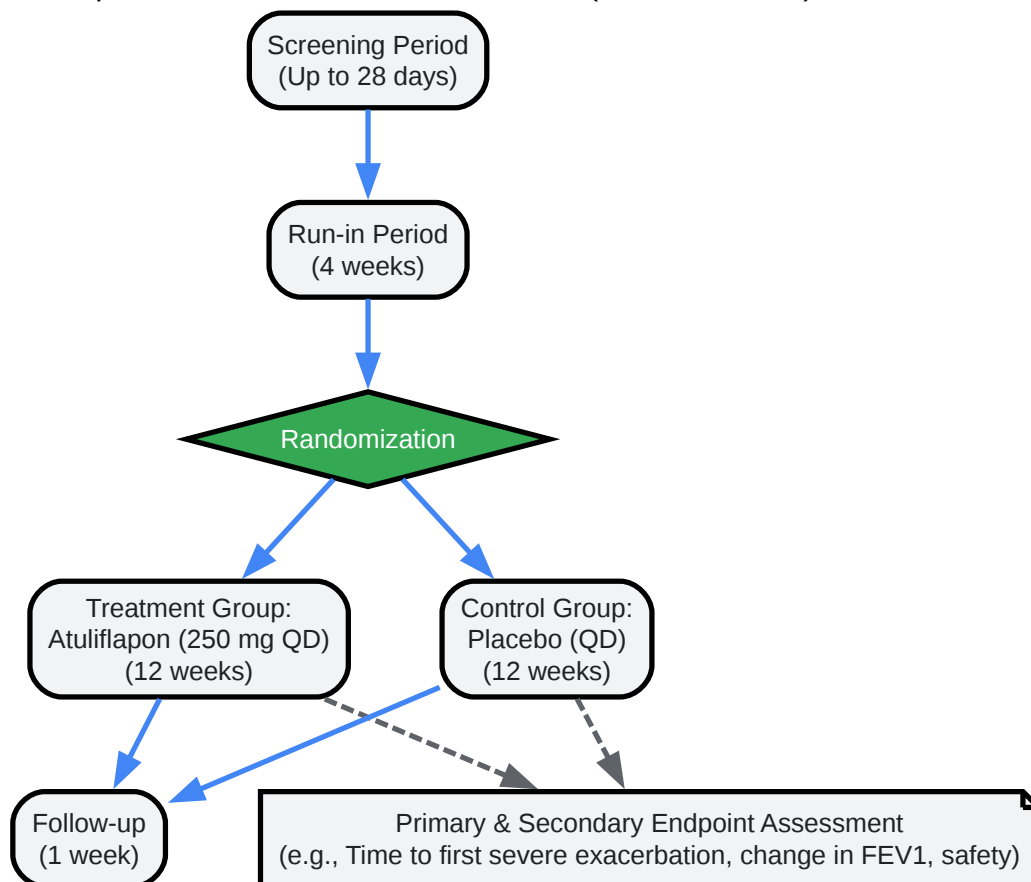 Screening Period
(Up to 28 days)
Run-in Period
(4 weeks)
Randomization
Treatment Group:
Atuliflapon (250 mg QD)
(12 weeks)
Control Group:
Placebo (QD)
(12 weeks)
Follow-up
(1 week)
Primary & Secondary Endpoint Assessment
(e.g., Time to first severe exacerbation, change in FEV1, safety)